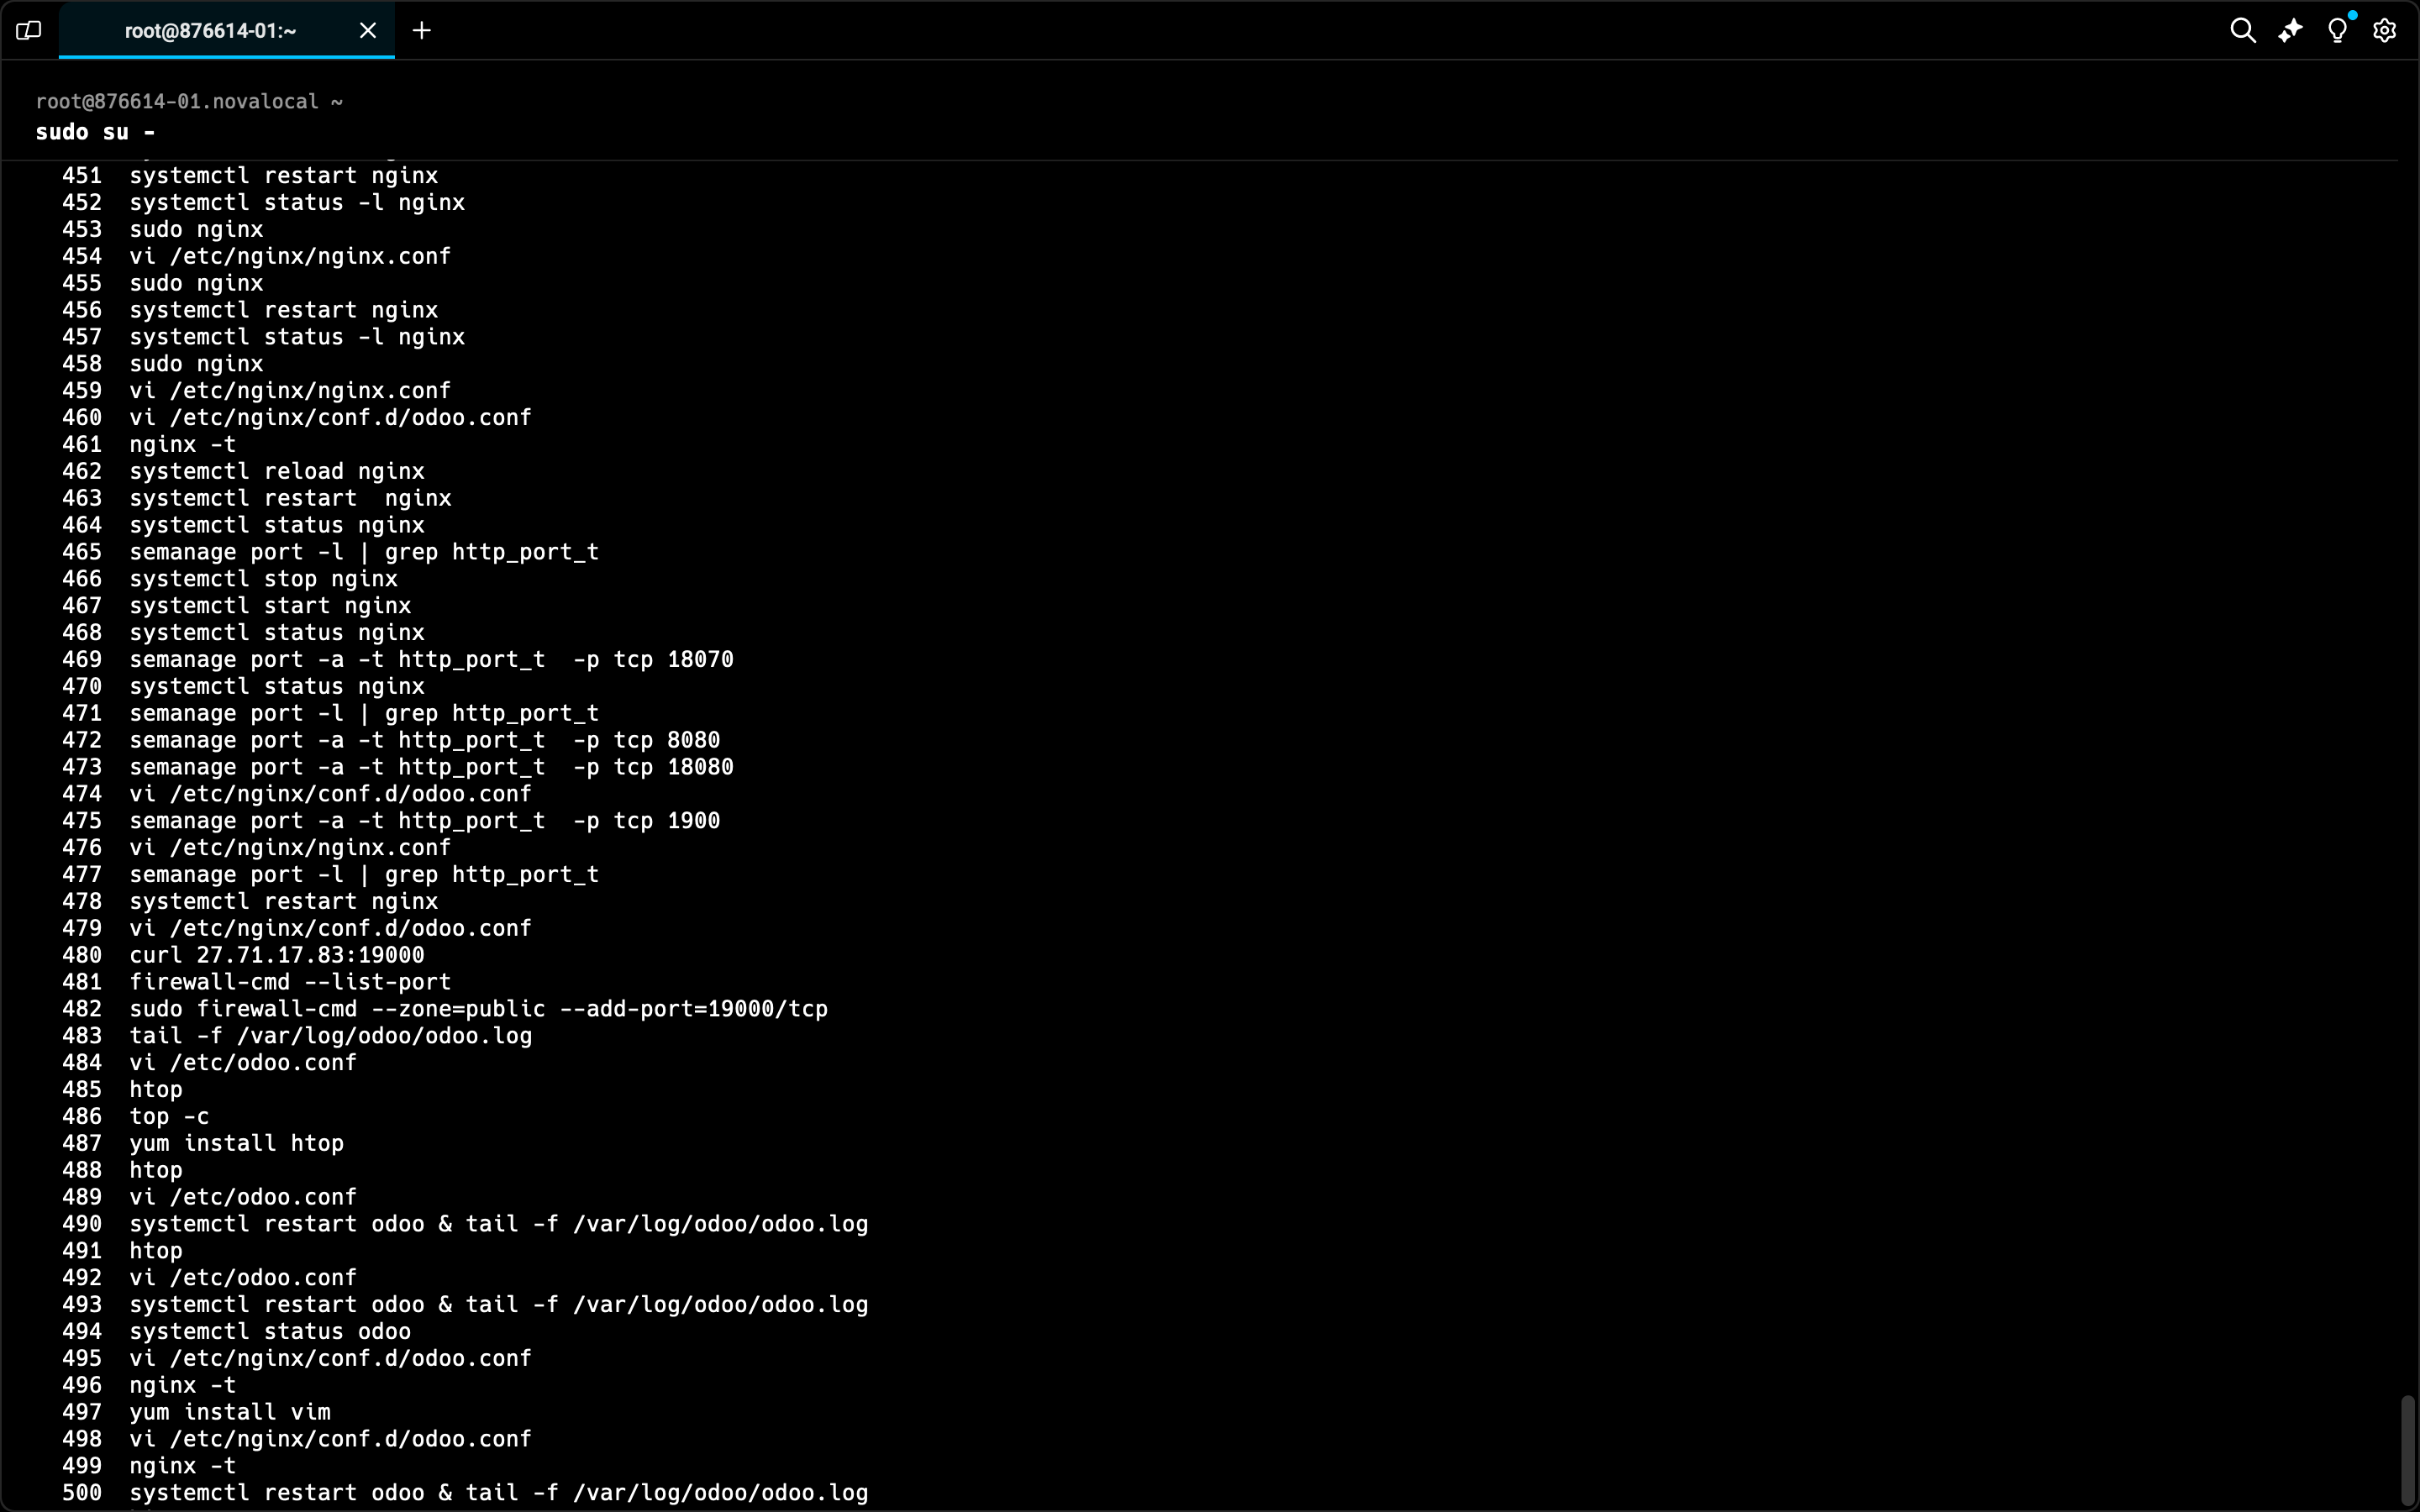 root@876614-01:~
root@876614-01.novalocal ~
sudo su -
451 systemctl restart nginx
452 systemctl status -l nginx
453 sudo nginx
454 vi /etc/nginx/nginx.conf
455 sudo nginx
456 systemctl restart nginx
457 systemctl status -l nginx
458 sudo nginx
459 vi /etc/nginx/nginx.conf
460 vi /etc/nginx/conf.d/odoo.conf
461 nginx -t
462 systemctl reload nginx
463 systemctl restart  nginx
464 systemctl status nginx
465 semanage port -l | grep http_port_t
466 systemctl stop nginx
467 systemctl start nginx
468 systemctl status nginx
469 semanage port -a -t http_port_t  -p tcp 18070
470 systemctl status nginx
471 semanage port -l | grep http_port_t
472 semanage port -a -t http_port_t  -p tcp 8080
473 semanage port -a -t http_port_t  -p tcp 18080
474 vi /etc/nginx/conf.d/odoo.conf
475 semanage port -a -t http_port_t  -p tcp 1900
476 vi /etc/nginx/nginx.conf
477 semanage port -l | grep http_port_t
478 systemctl restart nginx
479 vi /etc/nginx/conf.d/odoo.conf
480 curl 27.71.17.83:19000
481 firewall-cmd --list-port
482 sudo firewall-cmd --zone=public --add-port=19000/tcp
483 tail -f /var/log/odoo/odoo.log
484 vi /etc/odoo.conf
485 htop
486 top -c
487 yum install htop
488 htop
489 vi /etc/odoo.conf
490 systemctl restart odoo & tail -f /var/log/odoo/odoo.log
491 htop
492 vi /etc/odoo.conf
493 systemctl restart odoo & tail -f /var/log/odoo/odoo.log
494 systemctl status odoo
495 vi /etc/nginx/conf.d/odoo.conf
496 nginx -t
497 yum install vim
498 vi /etc/nginx/conf.d/odoo.conf
499 nginx -t
500 systemctl restart odoo & tail -f /var/log/odoo/odoo.log